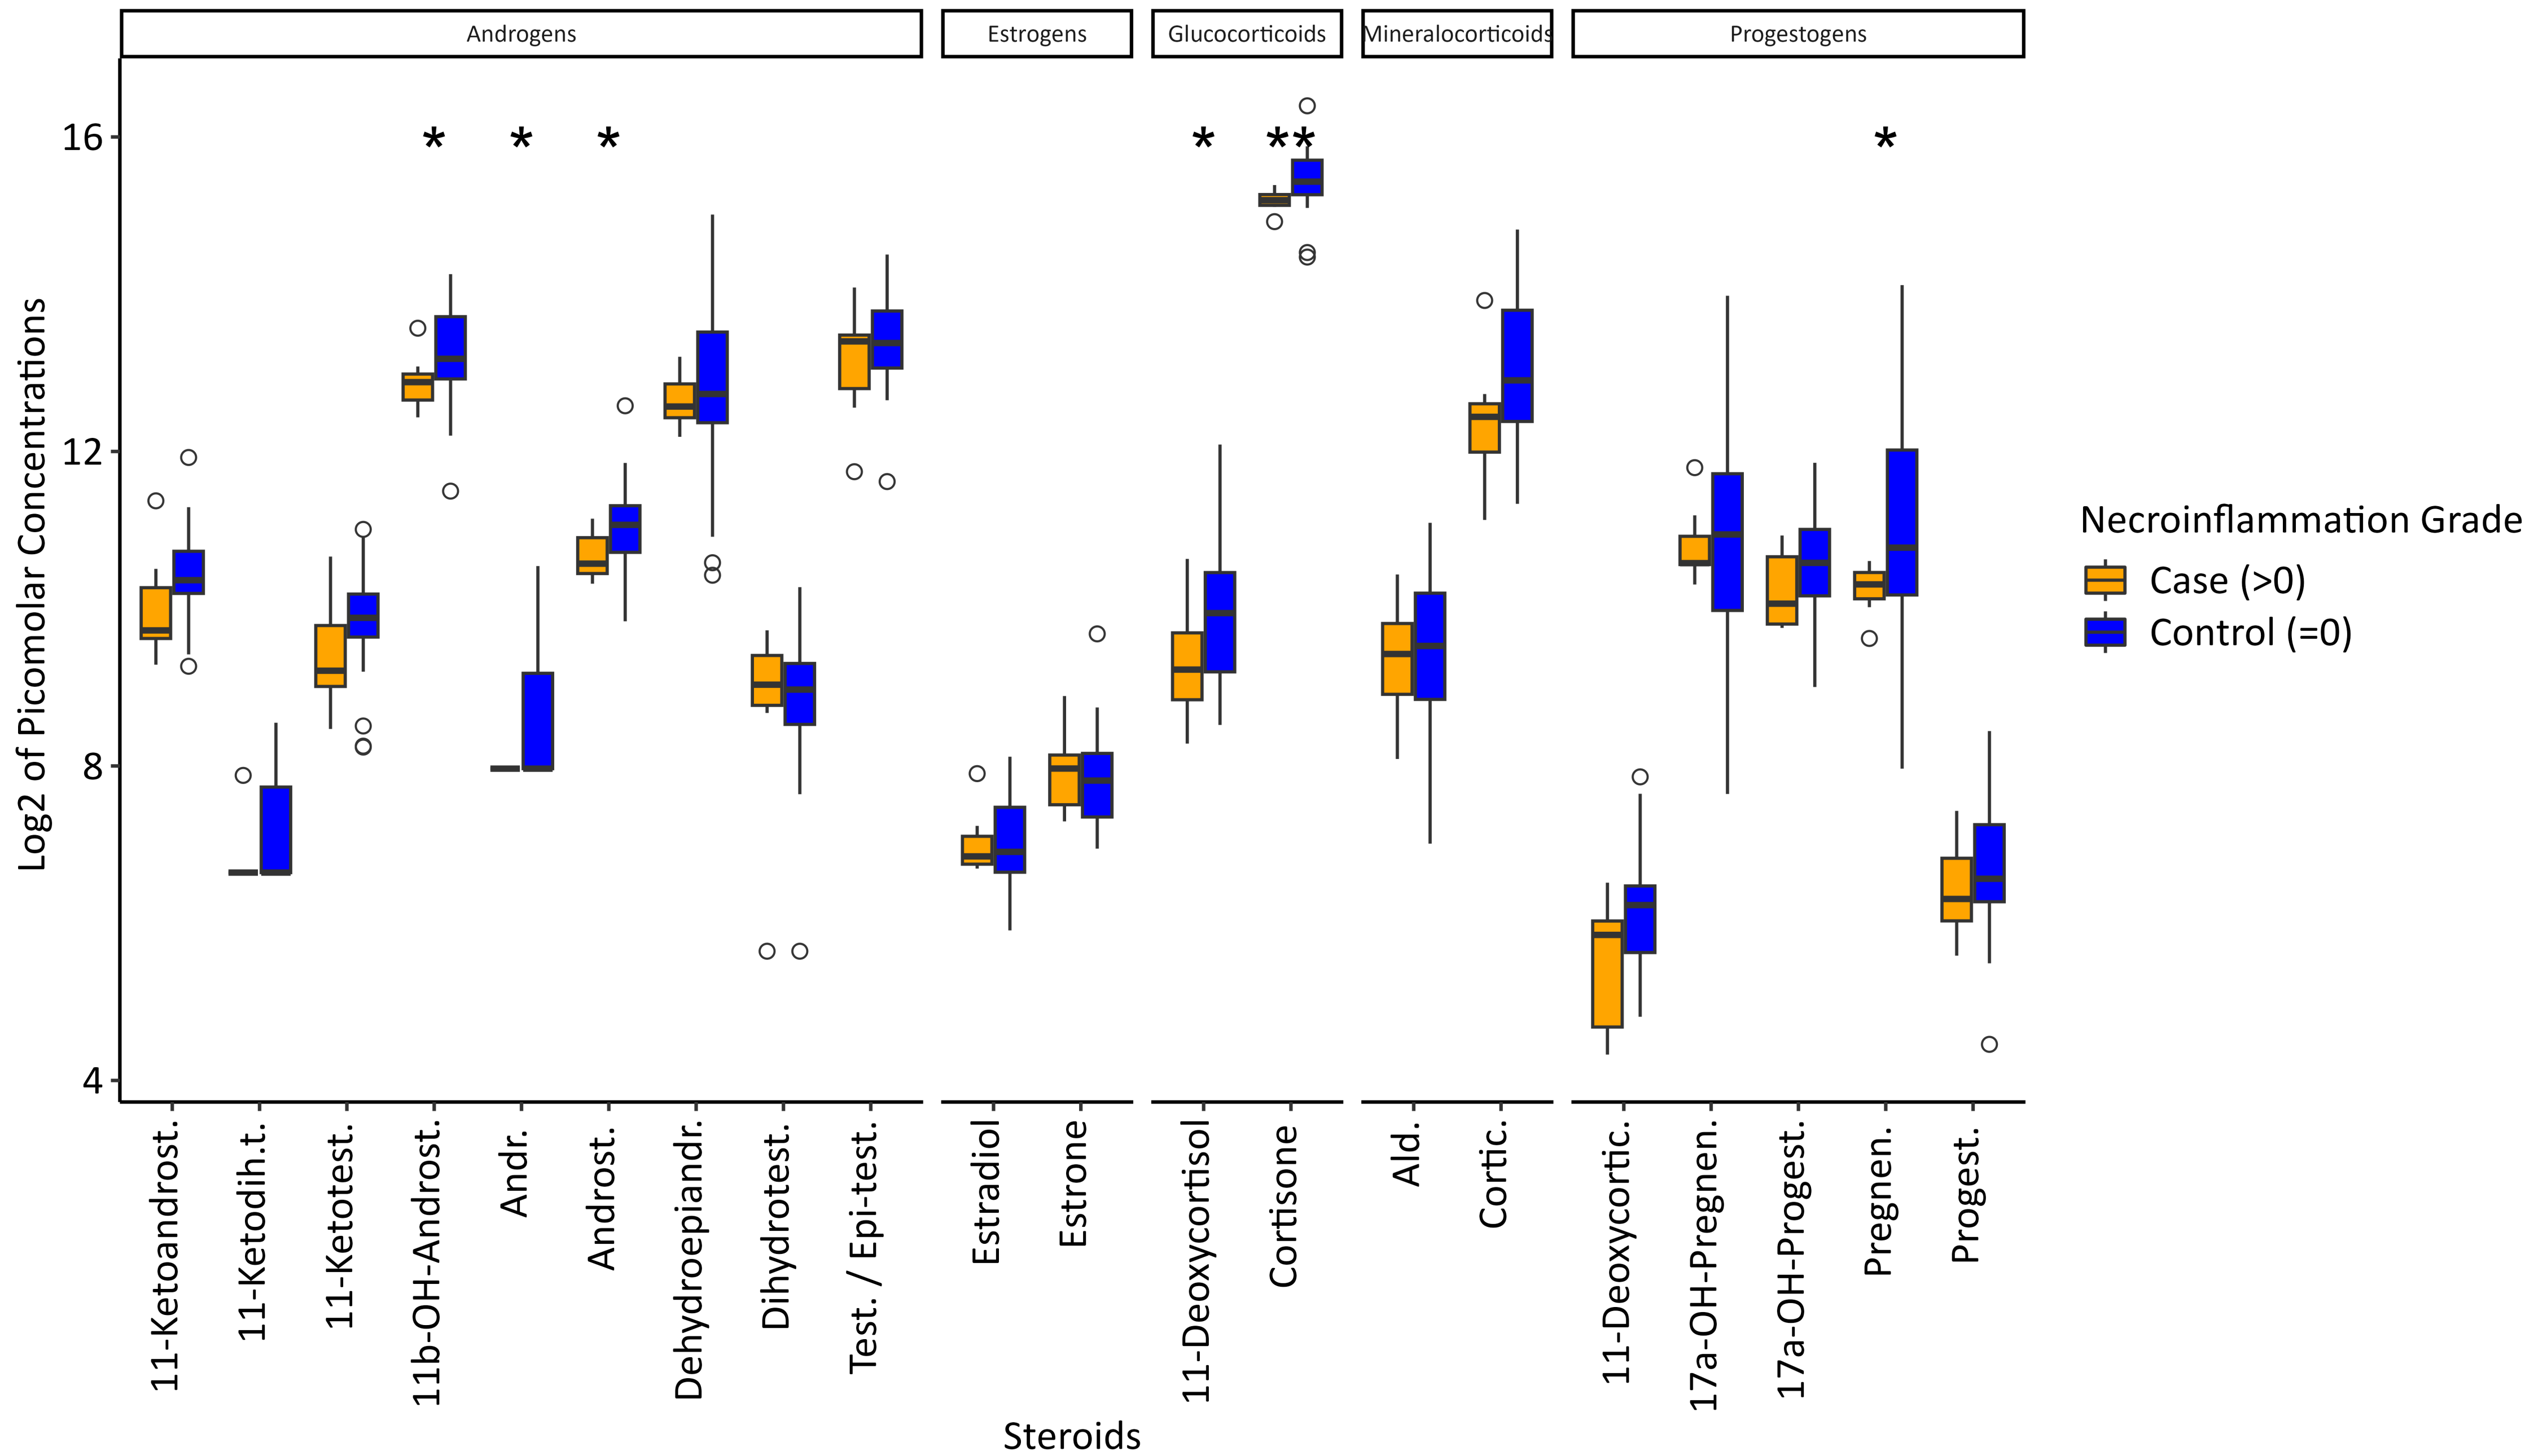 Androgens
Estrogens
Glucocorticoids
Mineralocorticoids
Progestogens
* * * * ** *
16
12
8
4
Log2 of Picomolar Concentrations
11-Ketoandrost.
11-Ketodih.t.
11-Ketotest.
11b-OH-Androst.
Andr.
Androst.
Dehydroepiandr.
Dihydrotest.
Test. / Epi-test.
Estradiol
Estrone
11-Deoxycortisol
Cortisone
Ald.
Cortic.
11-Deoxycortic.
17a-OH-Pregnen.
17a-OH-Progest.
Pregnen.
Progest.
Steroids
Necroinflammation Grade
Case (>0)
Control (=0)